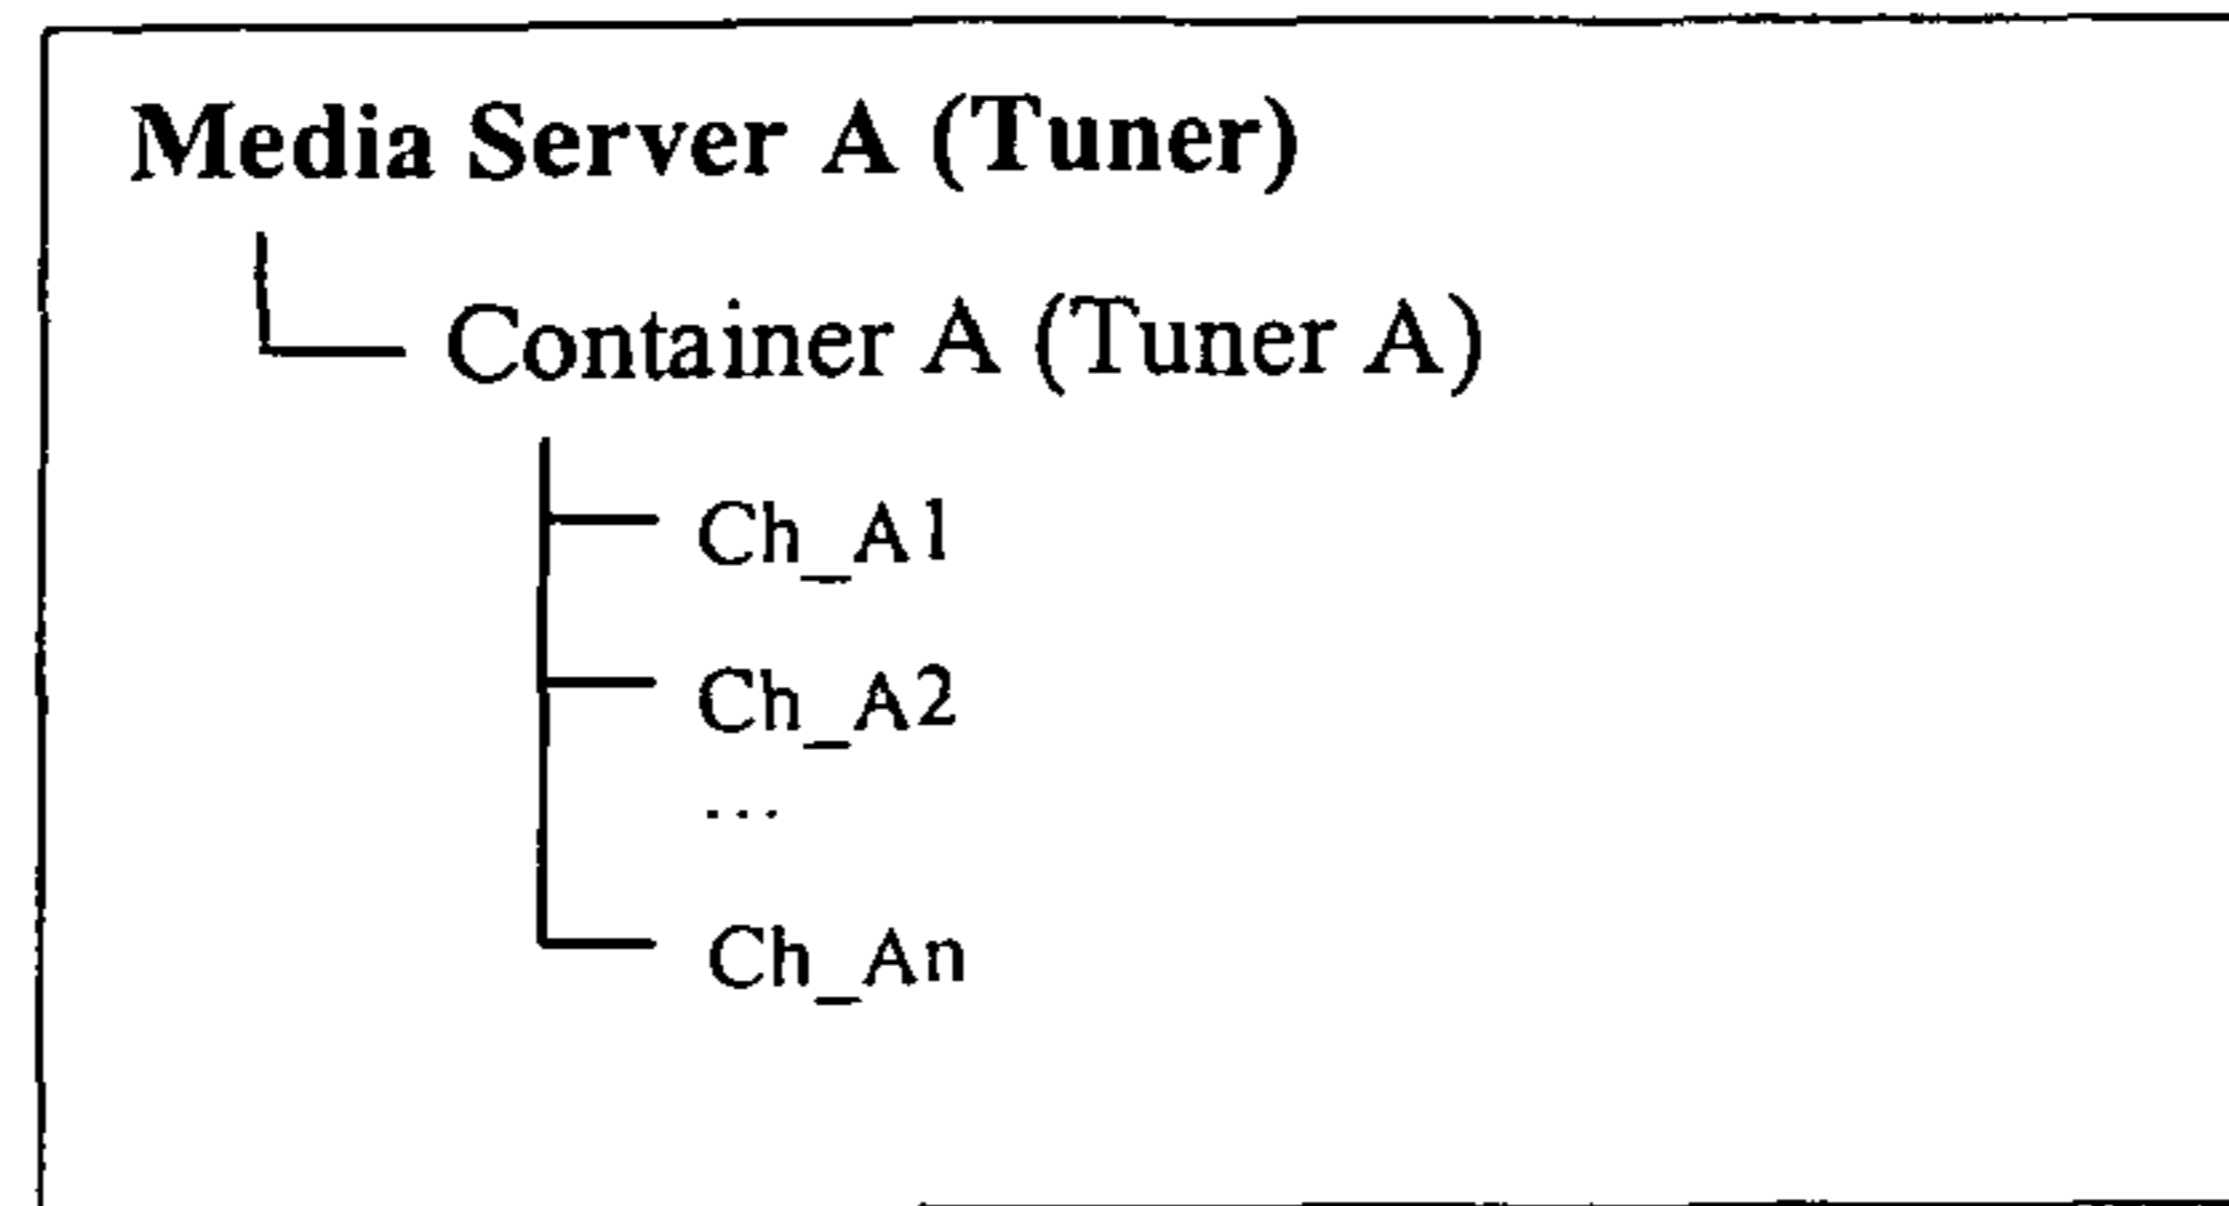 Media Server A (Tuner)
Container A (Tuner A)
Ch_A1
Ch_A2
...
Ch_An